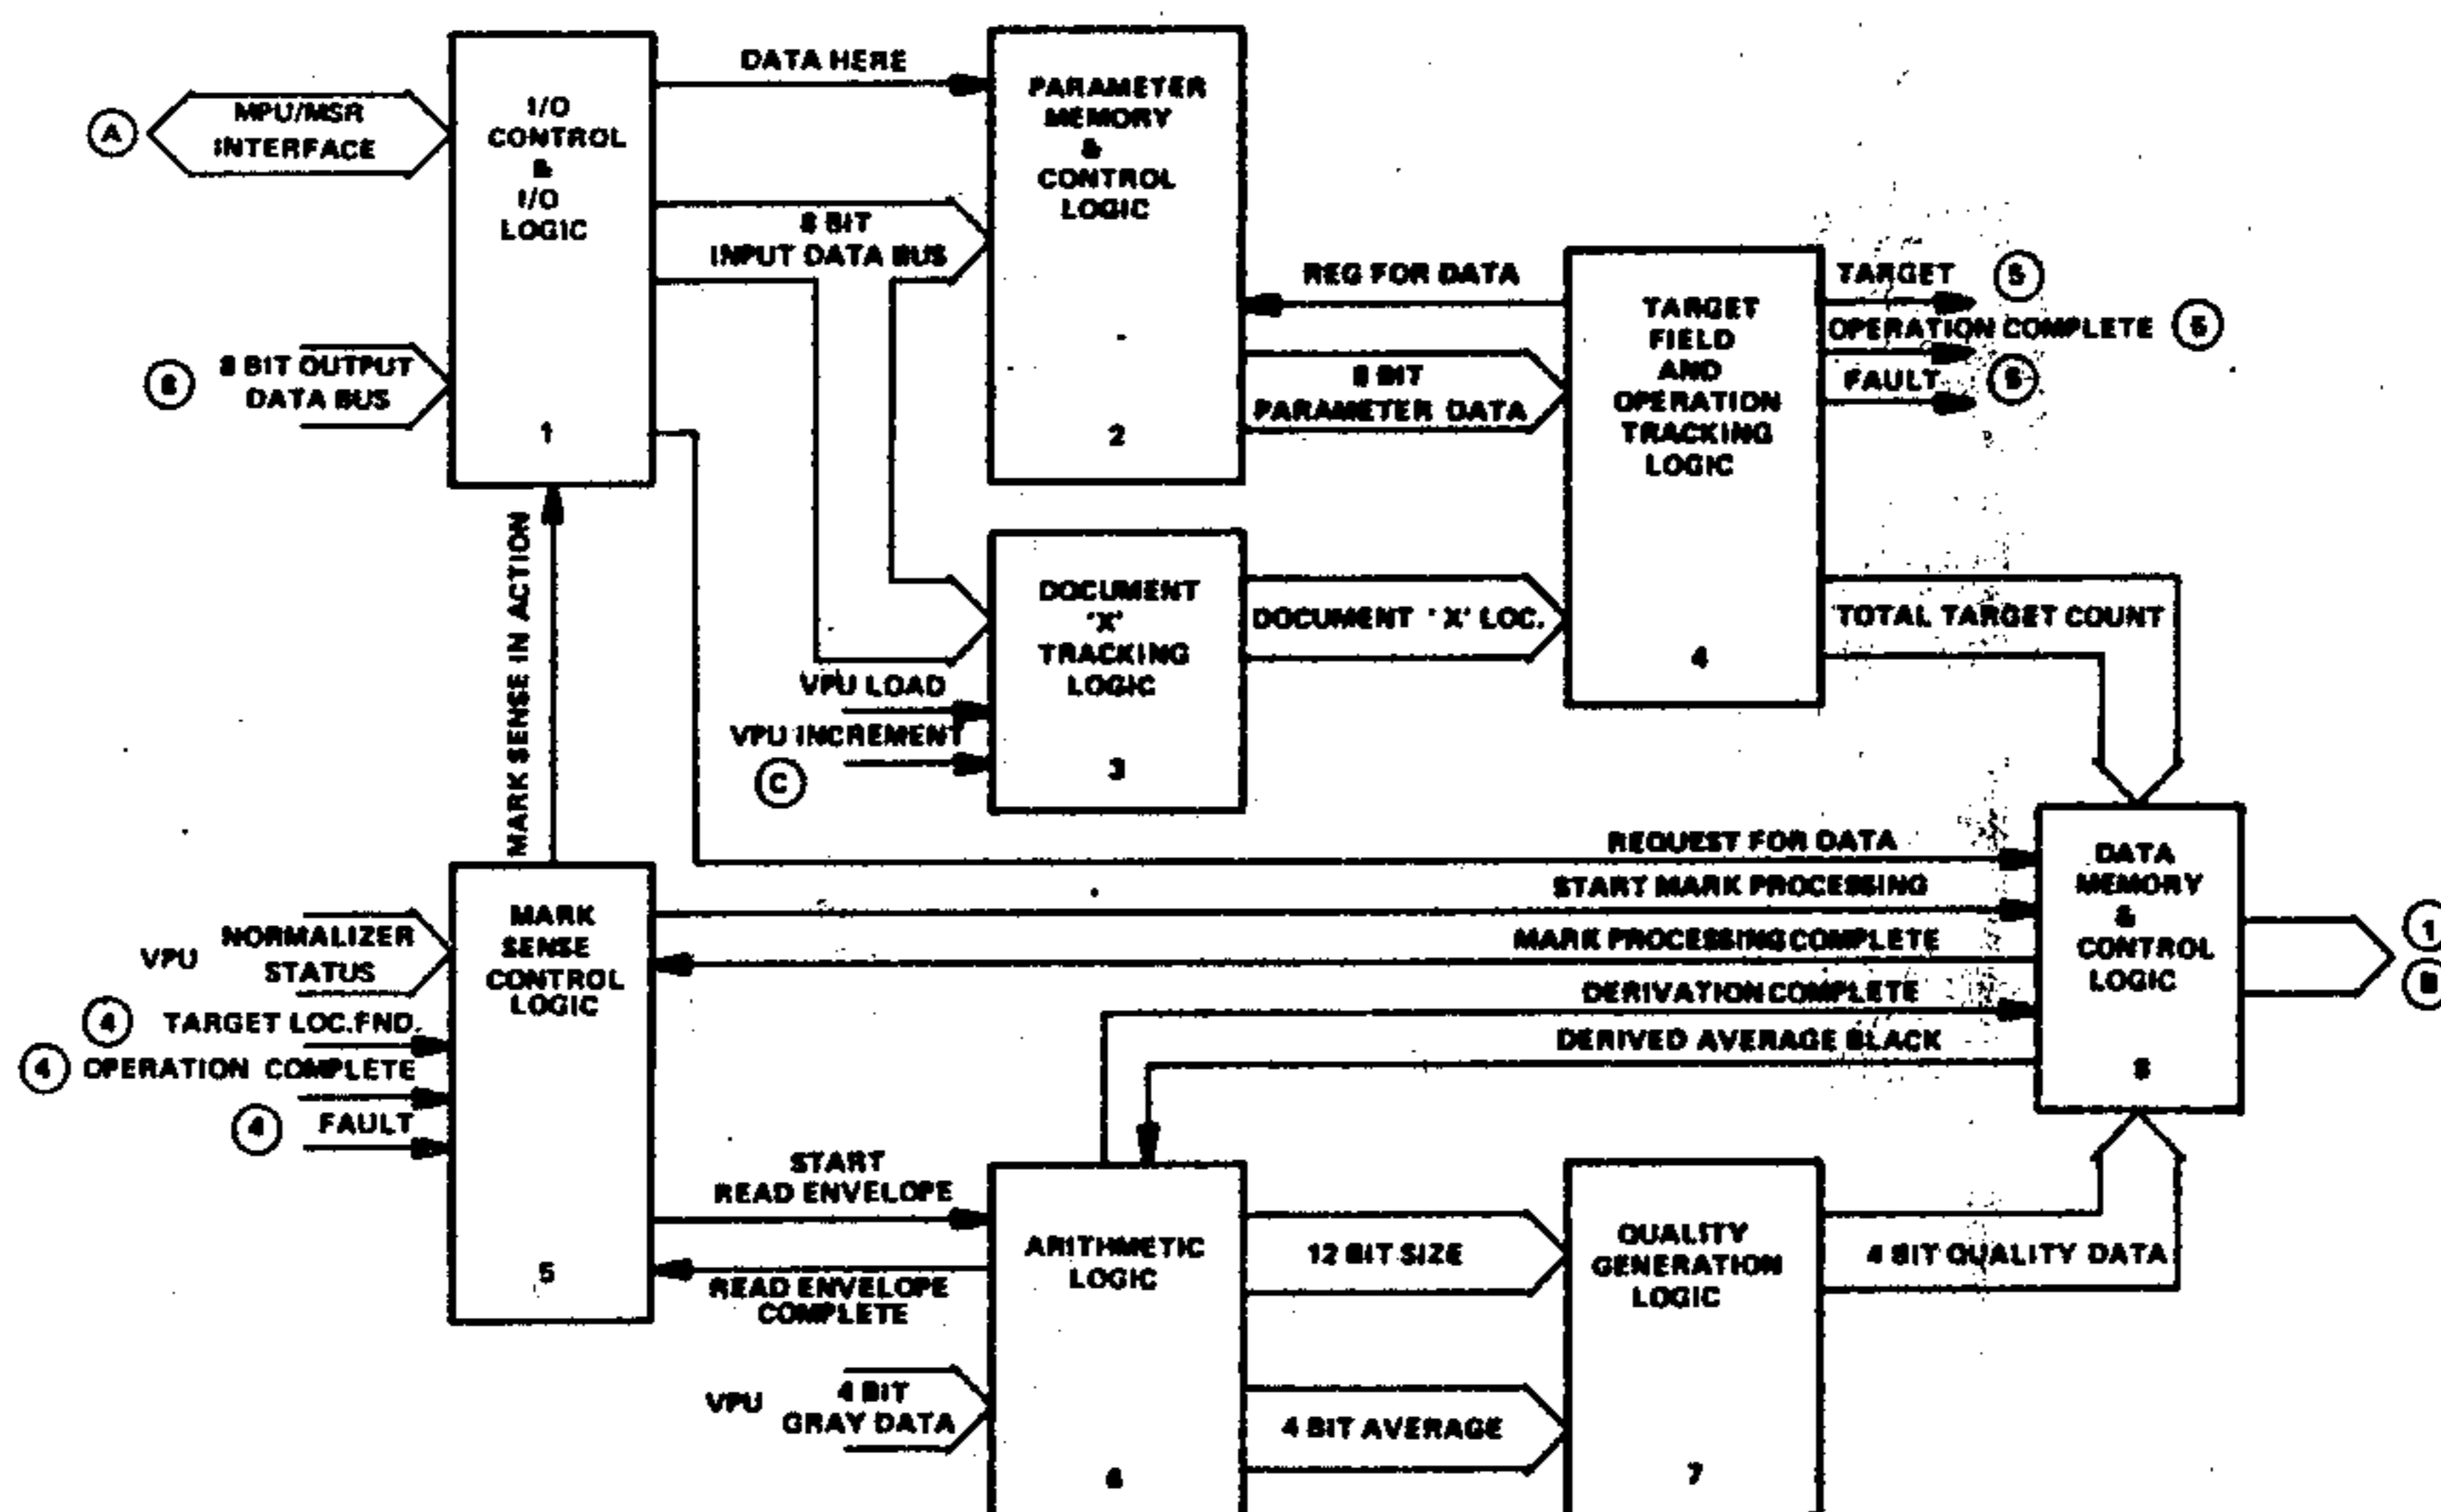 A
MPU/MSR
INTERFACE
8
8 BIT OUTPUT
DATA BUS
I/O
CONTROL
&
I/O
LOGIC
1
DATA HERE
8 BIT
INPUT DATA BUS
PARAMETER
MEMORY
&
CONTROL
LOGIC
2
REG FOR DATA
8 BIT
PARAMETER DATA
TARGET
FIELD
AND
OPERATION
TRACKING
LOGIC
4
TARGET 5
OPERATION COMPLETE 5
FAULT 5
MARK SENSE IN ACTION
DOCUMENT
'X'
TRACKING
LOGIC
3
VPU LOAD
VPU INCREMENT
C
DOCUMENT 'X' LOC.
TOTAL TARGET COUNT
REQUEST FOR DATA
START MARK PROCESSING
MARK PROCESSING COMPLETE
DERIVATION COMPLETE
DERIVED AVERAGE BLACK
DATA
MEMORY
&
CONTROL
LOGIC
8
1
B
MARK
SENSE
CONTROL
LOGIC
5
VPU NORMALIZER
STATUS
4 TARGET LOC.FND.
4 OPERATION COMPLETE
4 FAULT
START
READ ENVELOPE
READ ENVELOPE
COMPLETE
VPU 4 BIT
GRAY DATA
ARITHMETIC
LOGIC
6
12 BIT SIZE
4 BIT AVERAGE
QUALITY
GENERATION
LOGIC
7
4 BIT QUALITY DATA